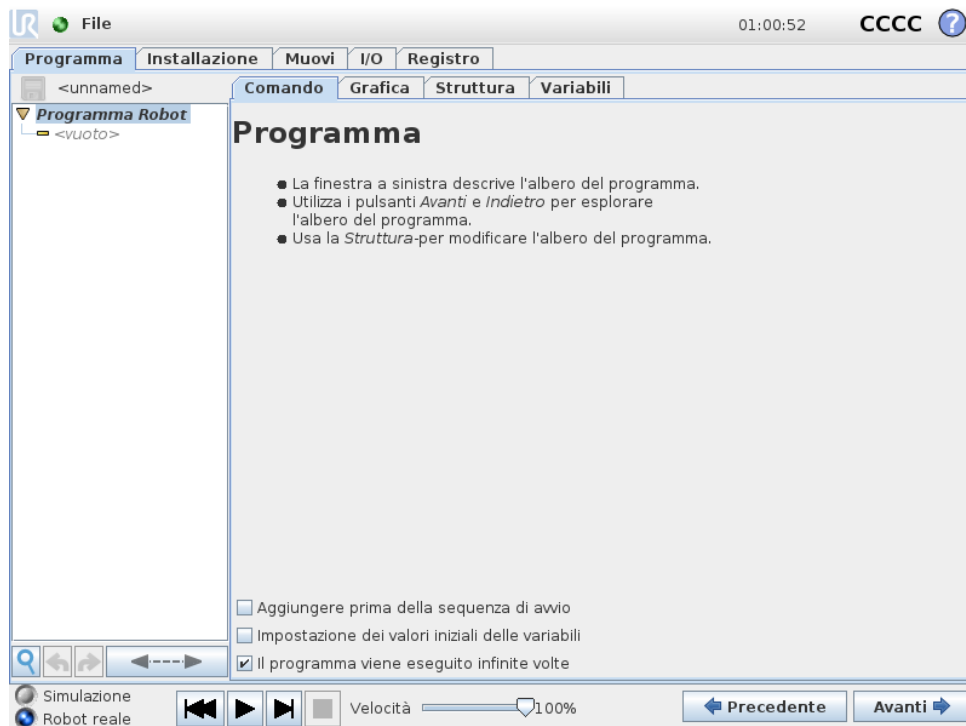 UR File 01:00:52 CCCC ?
Programma Installazione Muovi I/O Registro
<unnamed>
Comando Grafica Struttura Variabili
Programma Robot
<vuoto>
Programma
La finestra a sinistra descrive l'albero del programma.
Utilizza i pulsanti Avanti e Indietro per esplorare
l'albero del programma.
Usa la Struttura-per modificare l'albero del programma.
Aggiungere prima della sequenza di avvio
Impostazione dei valori iniziali delle variabili
Il programma viene eseguito infinite volte
Simulazione
Robot reale
Velocità 100%
Precedente Avanti